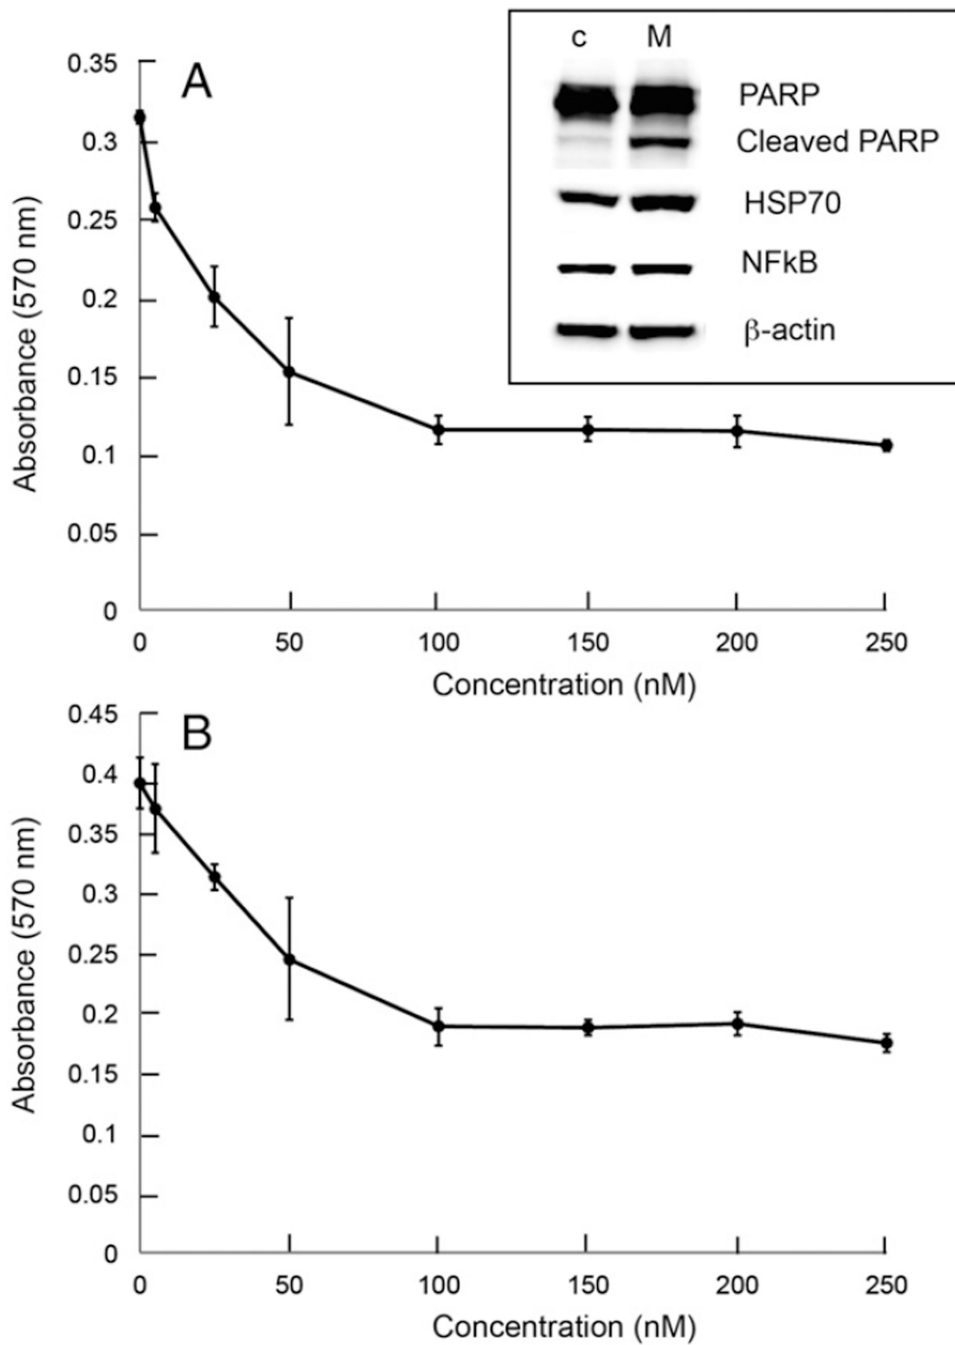 A
c M
PARP
Cleaved PARP
HSP70
NFkB
β-actin
Absorbance (570 nm)
0.35
0.3
0.25
0.2
0.15
0.1
0.05
0
0 50 100 150 200 250
Concentration (nM)
B
Absorbance (570 nm)
0.45
0.4
0.35
0.3
0.25
0.2
0.15
0.1
0.05
0
0 50 100 150 200 250
Concentration (nM)